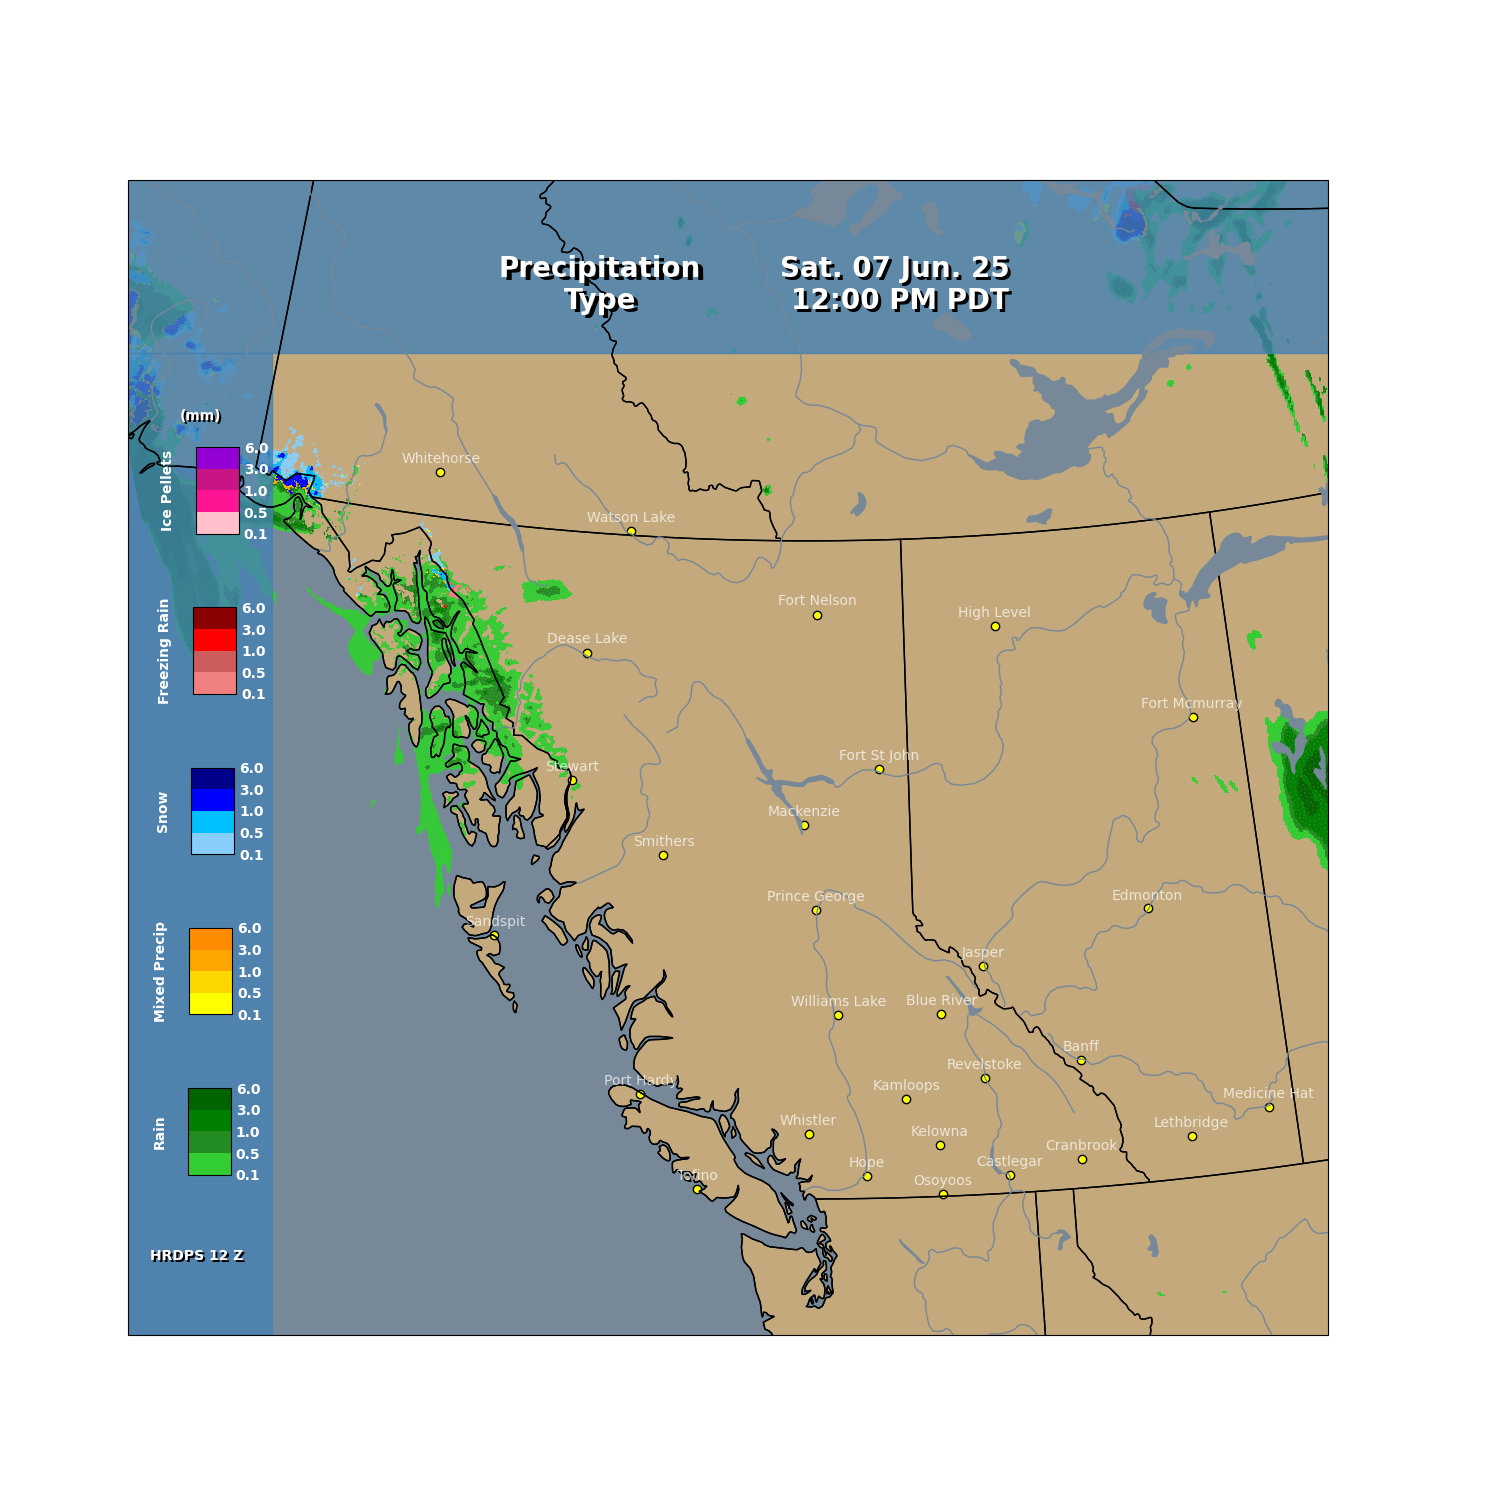 Precipitation
Type
Sat. 07 Jun. 25
12:00 PM PDT
(mm)
Ice Pellets
6.0
3.0
1.0
0.5
0.1
Freezing Rain
6.0
3.0
1.0
0.5
0.1
Snow
6.0
3.0
1.0
0.5
0.1
Mixed Precip
6.0
3.0
1.0
0.5
0.1
Rain
6.0
3.0
1.0
0.5
0.1
HRDPS 12 Z
Whitehorse
Watson Lake
Fort Nelson
High Level
Dease Lake
Fort Mcmurray
Fort St John
Stewart
Mackenzie
Smithers
Prince George
Edmonton
Sandspit
Jasper
Williams Lake
Blue River
Banff
Revelstoke
Port Hardy
Kamloops
Medicine Hat
Whistler
Lethbridge
Kelowna
Cranbrook
Hope
Castlegar
Tofino
Osoyoos